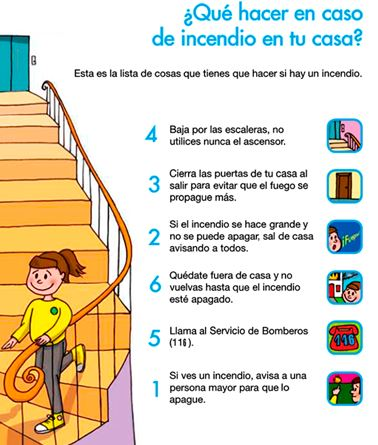 ¿Qué hacer en caso
de incendio en tu casa?
Esta es la lista de cosas que tienes que hacer si hay un incendio.
4 Baja por las escaleras, no
utilices nunca el ascensor.
3 Cierra las puertas de tu casa al
salir para evitar que el fuego se
propague más.
2 Si el incendio se hace grande y
no se puede apagar, sal de casa
avisando a todos.
¡Fuego!
6 Quédate fuera de casa y no
vuelvas hasta que el incendio
esté apagado.
5 Llama al Servicio de Bomberos
(116).
116
1 Si ves un incendio, avisa a una
persona mayor para que lo
apague.